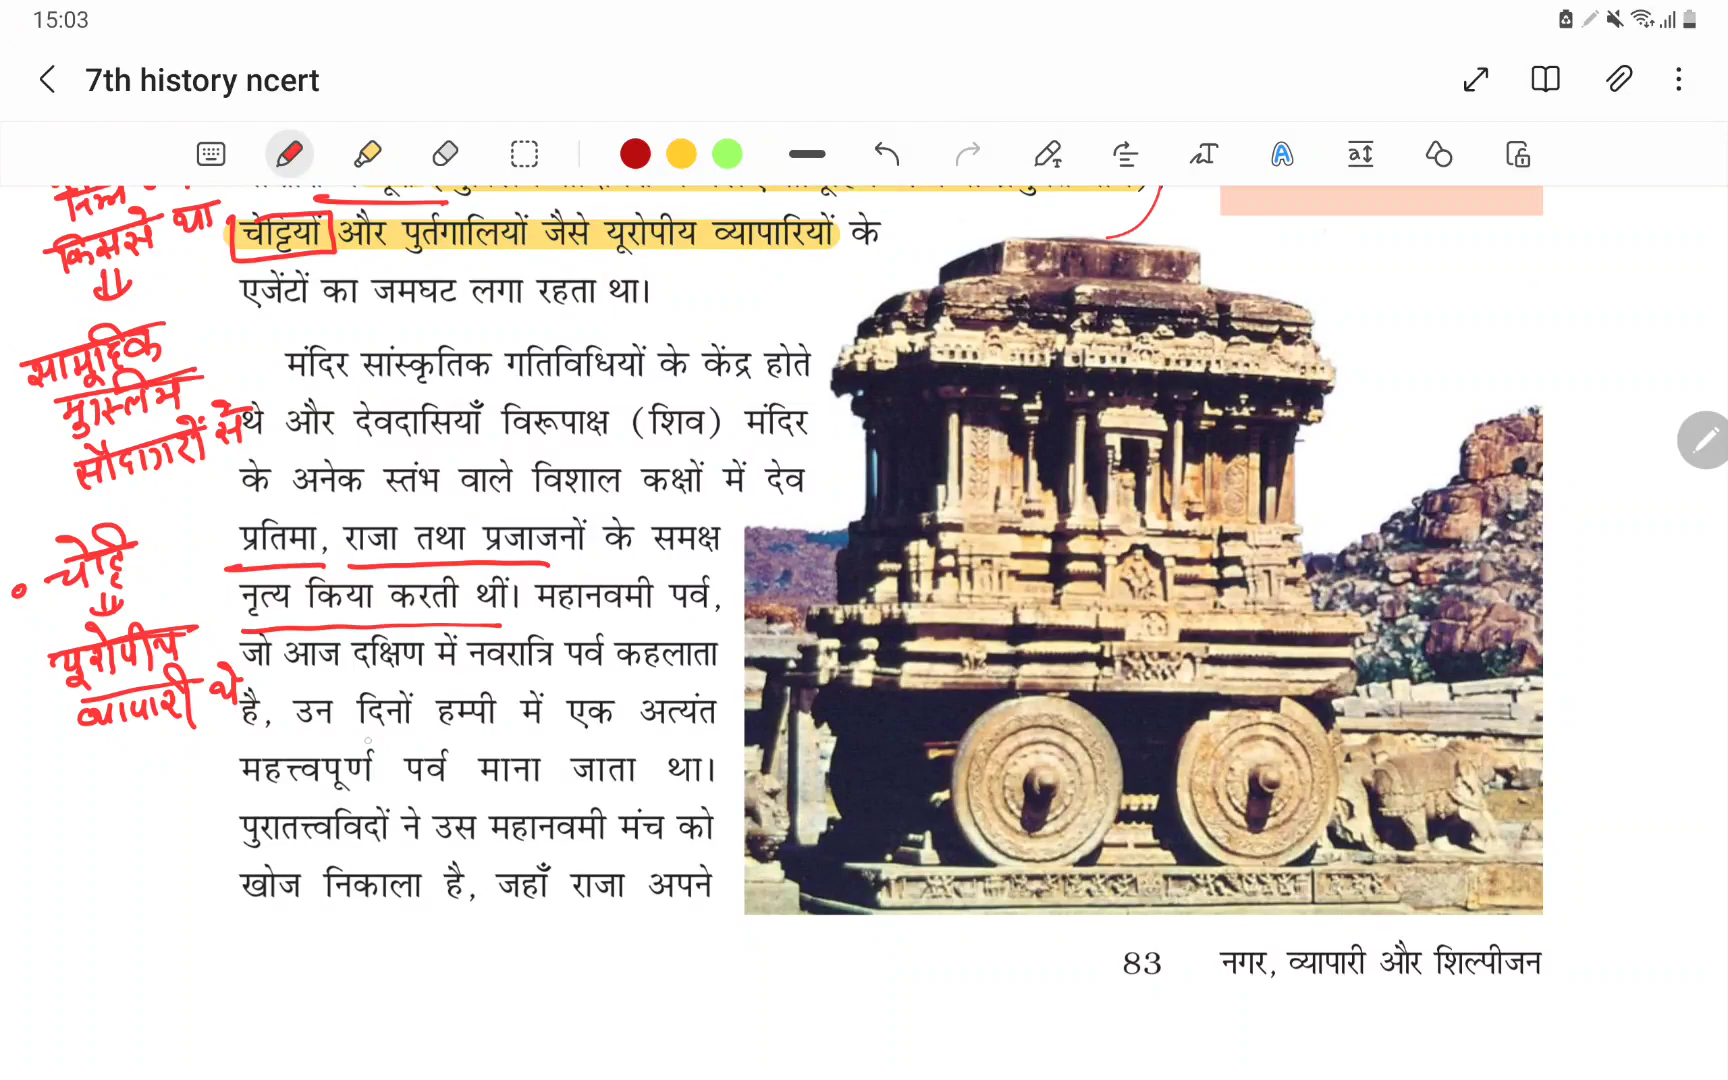 15:03
7th history ncert
किससे था
चेट्टियों और पुर्तगालियों जैसे यूरोपीय व्यापारियों के
एजेंटों का जमघट लगा रहता था।
सामूहिक
मुस्लिम
सौदागरों से
मंदिर सांस्कृतिक गतिविधियों के केंद्र होते
थे और देवदासियाँ विरूपाक्ष (शिव) मंदिर
के अनेक स्तंभ वाले विशाल कक्षों में देव
प्रतिमा, राजा तथा प्रजाजनों के समक्ष
नृत्य किया करती थीं। महानवमी पर्व,
जो आज दक्षिण में नवरात्रि पर्व कहलाता
है, उन दिनों हम्पी में एक अत्यंत
महत्त्वपूर्ण पर्व माना जाता था।
पुरातत्त्वविदों ने उस महानवमी मंच को
खोज निकाला है, जहाँ राजा अपने
चेट्टि
यूरोपीय
व्यापारी थे
83 नगर, व्यापारी और शिल्पीजन